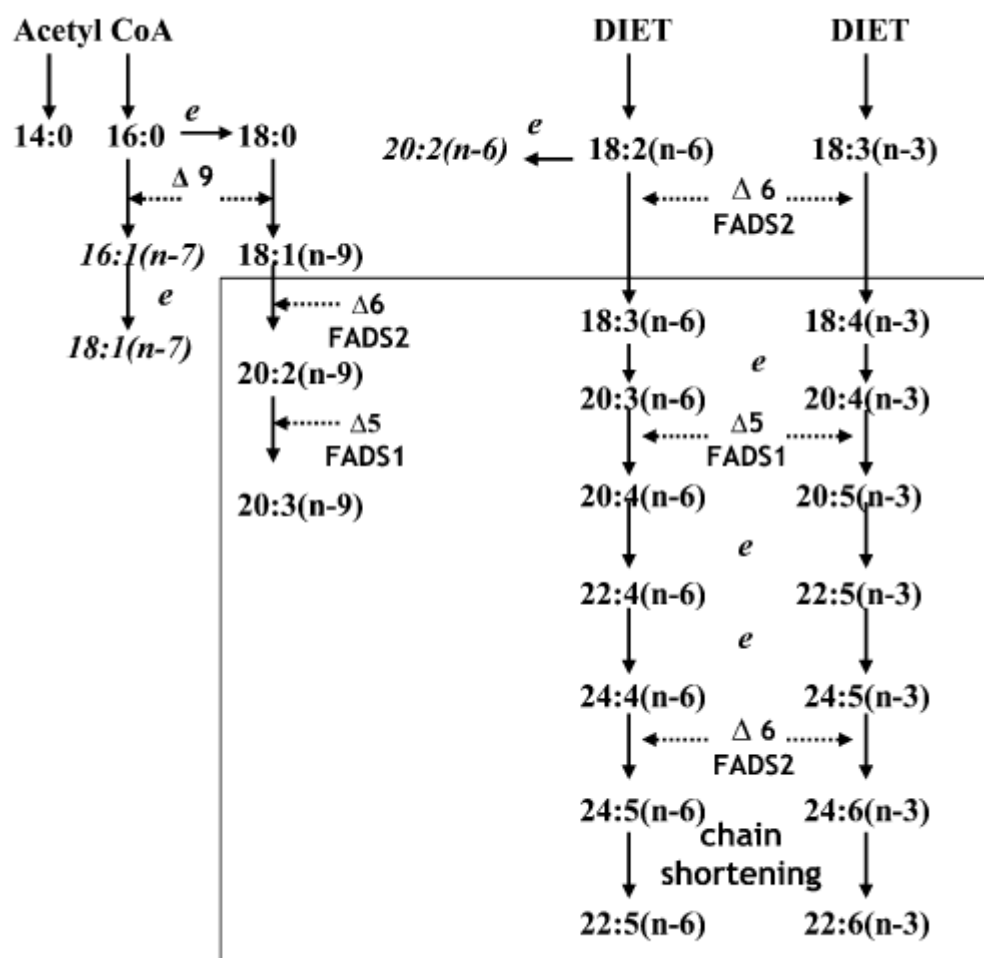 Acetyl CoA DIET DIET
14:0 16:0 e 18:0 20:2(n-6) e 18:2(n-6) 18:3(n-3)
Δ 9 Δ 6
FADS2
16:1(n-7) 18:1(n-9)
e Δ6
FADS2 18:3(n-6) 18:4(n-3)
18:1(n-7)
20:2(n-9) e
20:3(n-6) 20:4(n-3)
Δ5 Δ5
FADS1 FADS1
20:3(n-9) 20:4(n-6) 20:5(n-3)
e
22:4(n-6) 22:5(n-3)
e
24:4(n-6) 24:5(n-3)
Δ 6
FADS2
24:5(n-6) 24:6(n-3)
chain
shortening
22:5(n-6) 22:6(n-3)